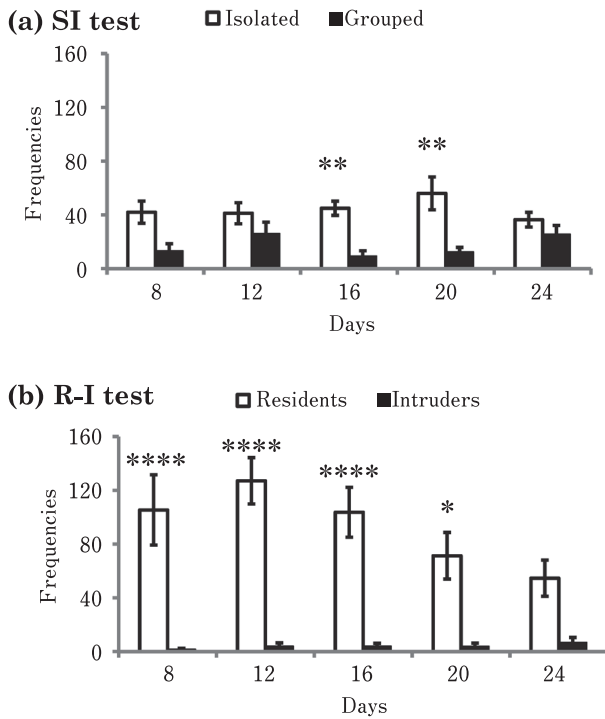 (a) SI test
Isolated Grouped
160
120
80
40
0
Frequencies
** **
8 12 16 20 24
Days
(b) R-I test
Residents Intruders
160
120
80
40
0
Frequencies
**** **** **** *
8 12 16 20 24
Days